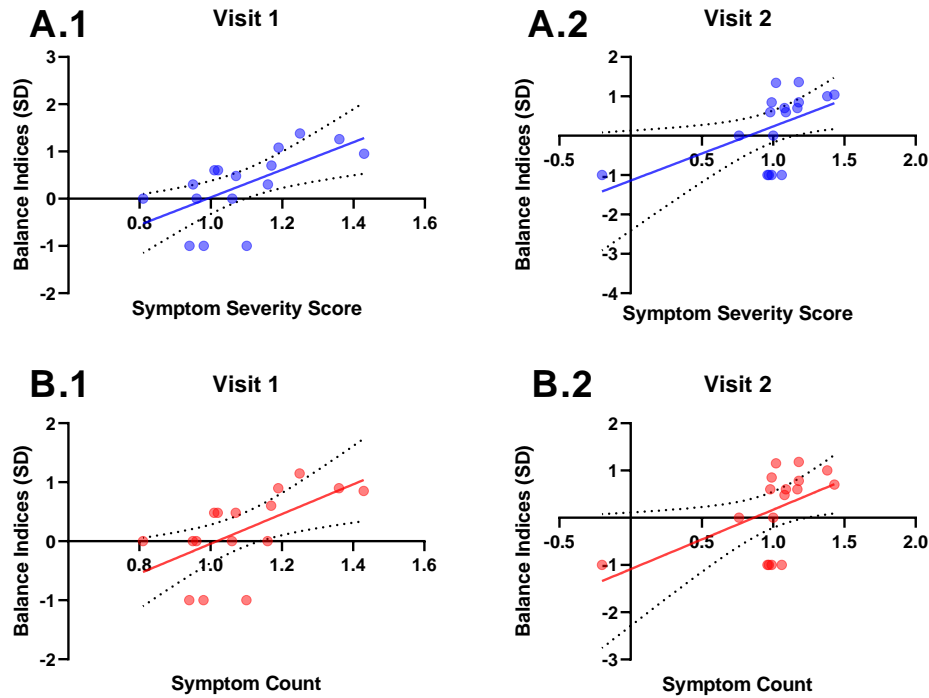 A.1
Visit 1
Balance Indices (SD)
3
2
1
0
-1
-2
0.8
1.0
1.2
1.4
1.6
Symptom Severity Score
A.2
Visit 2
Balance Indices (SD)
2
1
0
-1
-2
-3
-4
-0.5
0.5
1.0
1.5
2.0
Symptom Severity Score
B.1
Visit 1
Balance Indices (SD)
2
1
0
-1
-2
0.8
1.0
1.2
1.4
1.6
Symptom Count
B.2
Visit 2
Balance Indices (SD)
2
1
0
-1
-2
-3
-0.5
0.5
1.0
1.5
2.0
Symptom Count